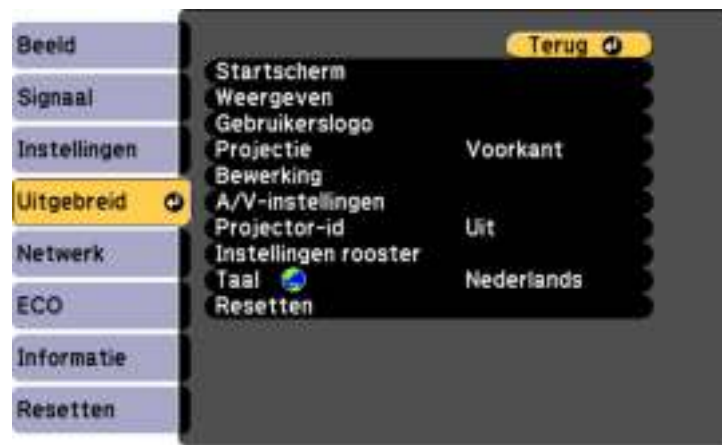 Beeld
Signaal
Instellingen
Uitgebreid
Netwerk
ECO
Informatie
Resetten
Terug
Startscherm
Weergeven
Gebruikerslogo
Projectie Voorkant
Bewerking
A/V-instellingen
Projector-id Uit
Instellingen rooster
Taal Nederlands
Resetten